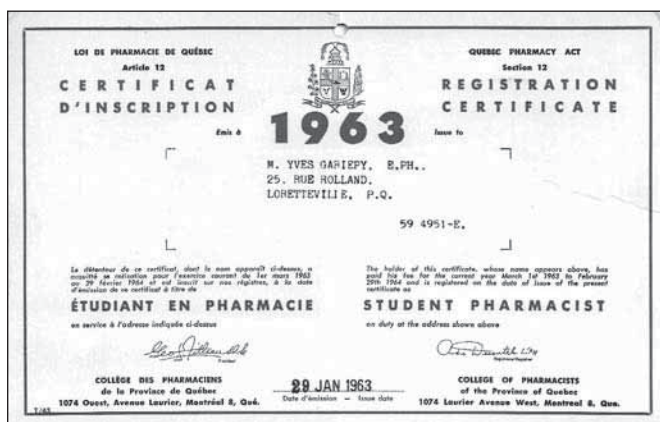 LOI DE PHARMACIE DE QUÉBEC
Article 12
CERTIFICAT
D'INSCRIPTION
Émis à
QUEBEC PHARMACY ACT
Section 12
REGISTRATION
CERTIFICATE
Issue to
1963
M. YVES GARIEPY, E.PH..
25. RUE ROLLAND.
LORETTEVILLE, P.Q.
59 4951-E.
Le détenteur de ce certificat, dont le nom apparaît ci-dessus, a
acquitté sa cotisation pour l'exercice courant du 1er mars 1963
au 29 février 1964 et est inscrit sur nos régistres, à la date
d'émission de ce certificat à titre de
ÉTUDIANT EN PHARMACIE
en service à l'adresse indiquée ci-dessus
The holder of this certificate, whose name appears above, has
paid his fee for the current year March 1st 1963 to February
29th 1964 and is registered on the date of issue of the present
certificate as
STUDENT PHARMACIST
on duty at the address shown above
COLLÈGE DES PHARMACIENS
de la Province de Québec
1074 Ouest, Avenue Laurier, Montréal 8, Qué.
29 JAN 1963
Date d'émission — Issue date
COLLEGE OF PHARMACISTS
of the Province of Quebec
1074 Laurier Avenue West, Montreal 8, Que.